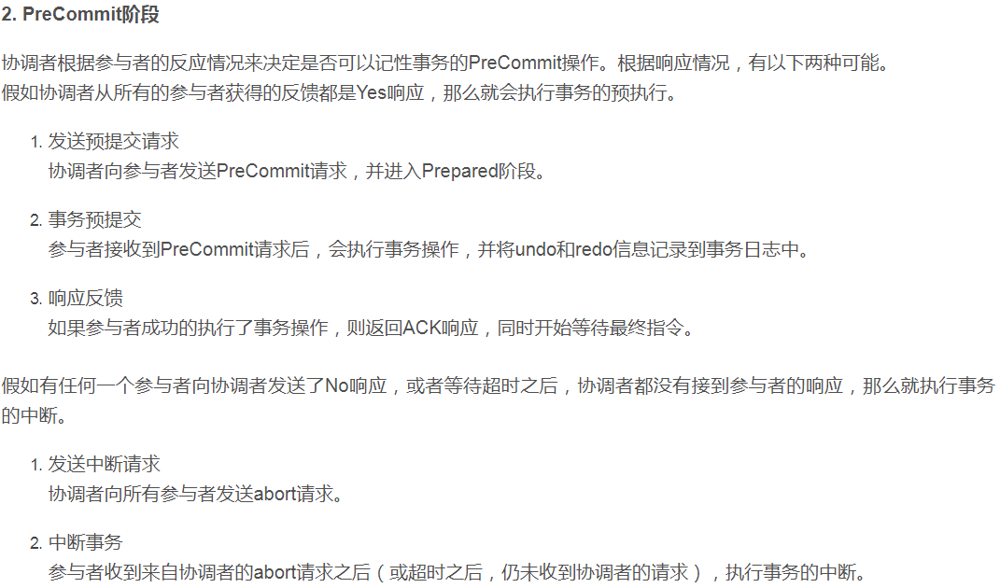 2. PreCommit阶段
协调者根据参与者的反应情况来决定是否可以记性事务的PreCommit操作。根据响应情况，有以下两种可能。
假如协调者从所有的参与者获得的反馈都是Yes响应，那么就会执行事务的预执行。
1. 发送预提交请求
协调者向参与者发送PreCommit请求，并进入Prepared阶段。
2. 事务预提交
参与者接收到PreCommit请求后，会执行事务操作，并将undo和redo信息记录到事务日志中。
3. 响应反馈
如果参与者成功的执行了事务操作，则返回ACK响应，同时开始等待最终指令。
假如有任何一个参与者向协调者发送了No响应，或者等待超时之后，协调者都没有接到参与者的响应，那么就执行事务
的中断。
1. 发送中断请求
协调者向所有参与者发送abort请求。
2. 中断事务
参与者收到来自协调者的abort请求之后（或超时之后，仍未收到协调者的请求），执行事务的中断。